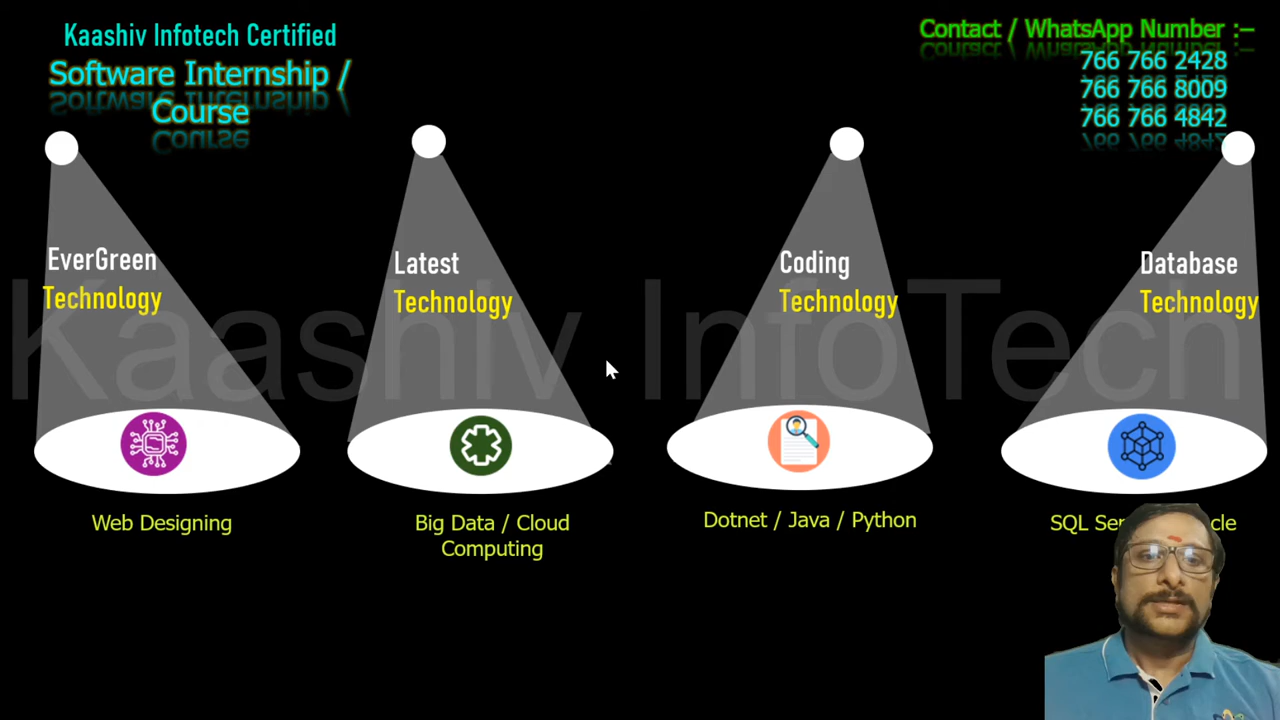 Kaashiv Infotech Certified
Software Internship /
Course
Contact / WhatsApp Number :–
766 766 2428
766 766 8009
766 766 4842
EverGreen
Technology
Latest
Technology
Coding
Technology
Database
Technology
Kaashiv InfoTech
Web Designing
Big Data / Cloud
Computing
Dotnet / Java / Python
SQL